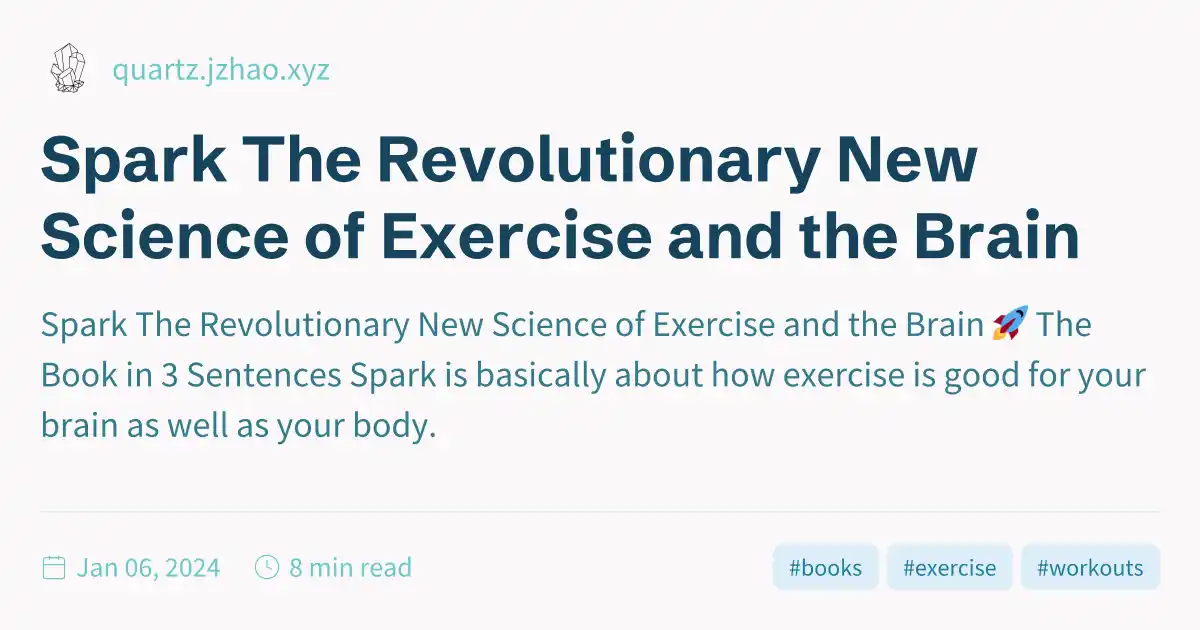 quartz.jzhao.xyz
Spark The Revolutionary New
Science of Exercise and the Brain
Spark The Revolutionary New Science of Exercise and the Brain 🚀 The
Book in 3 Sentences Spark is basically about how exercise is good for your
brain as well as your body.
Jan 06, 2024 8 min read #books #exercise #workouts